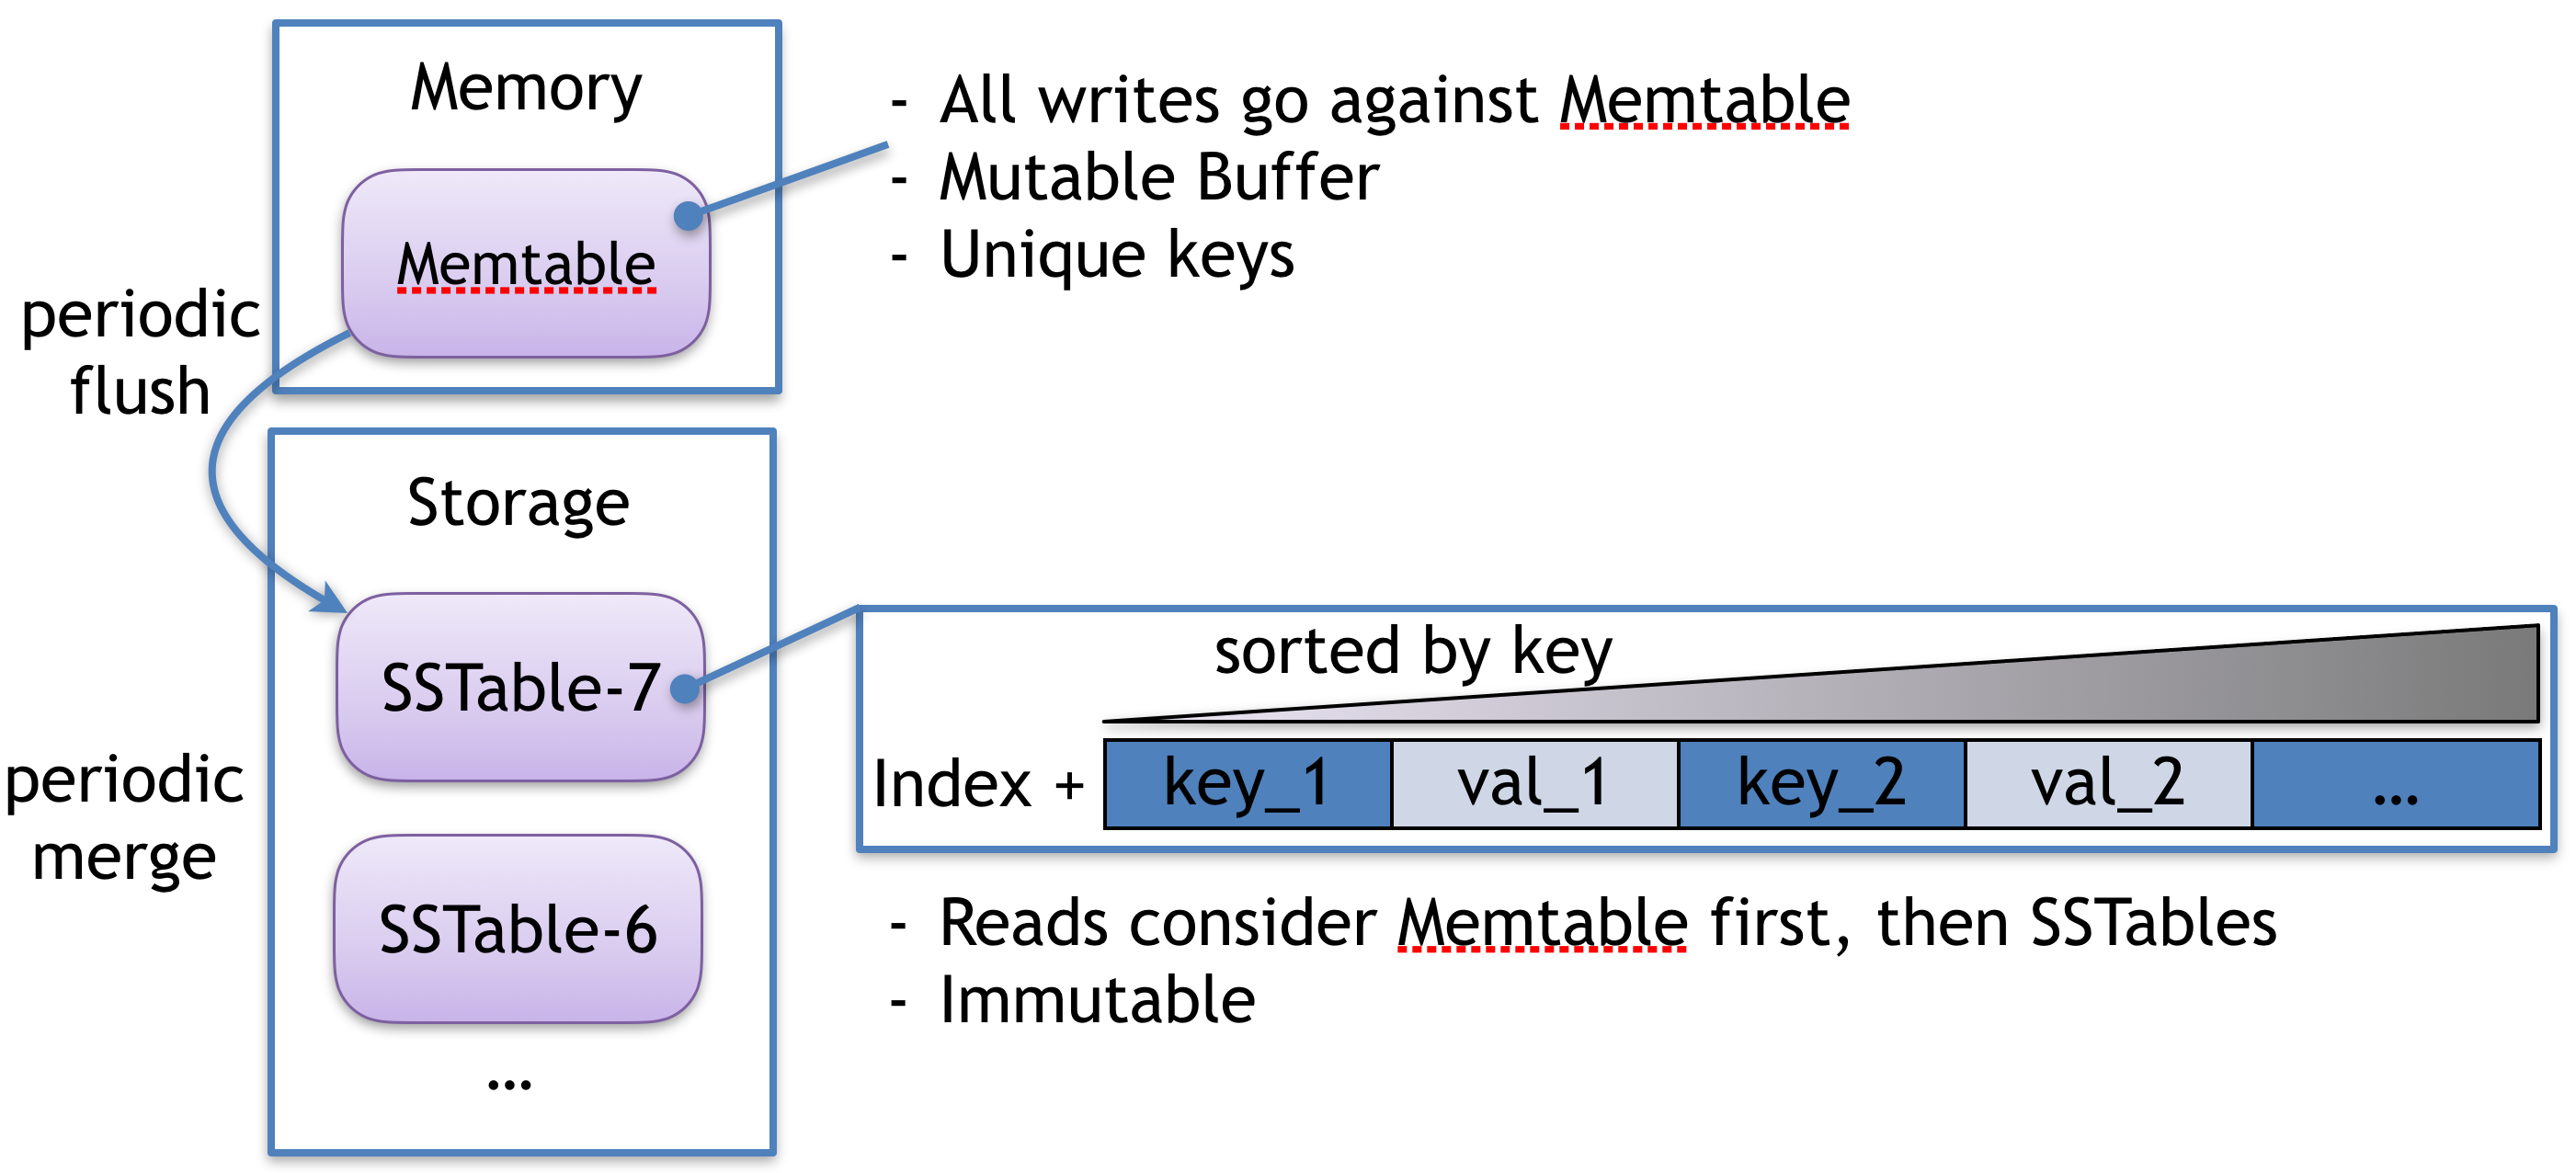 Memory
Memtable
- All writes go against Memtable
- Mutable Buffer
- Unique keys
periodic
flush
Storage
SSTable-7
SSTable-6
...
periodic
merge
sorted by key
Index + key_1 val_1 key_2 val_2 ...
- Reads consider Memtable first, then SSTables
- Immutable